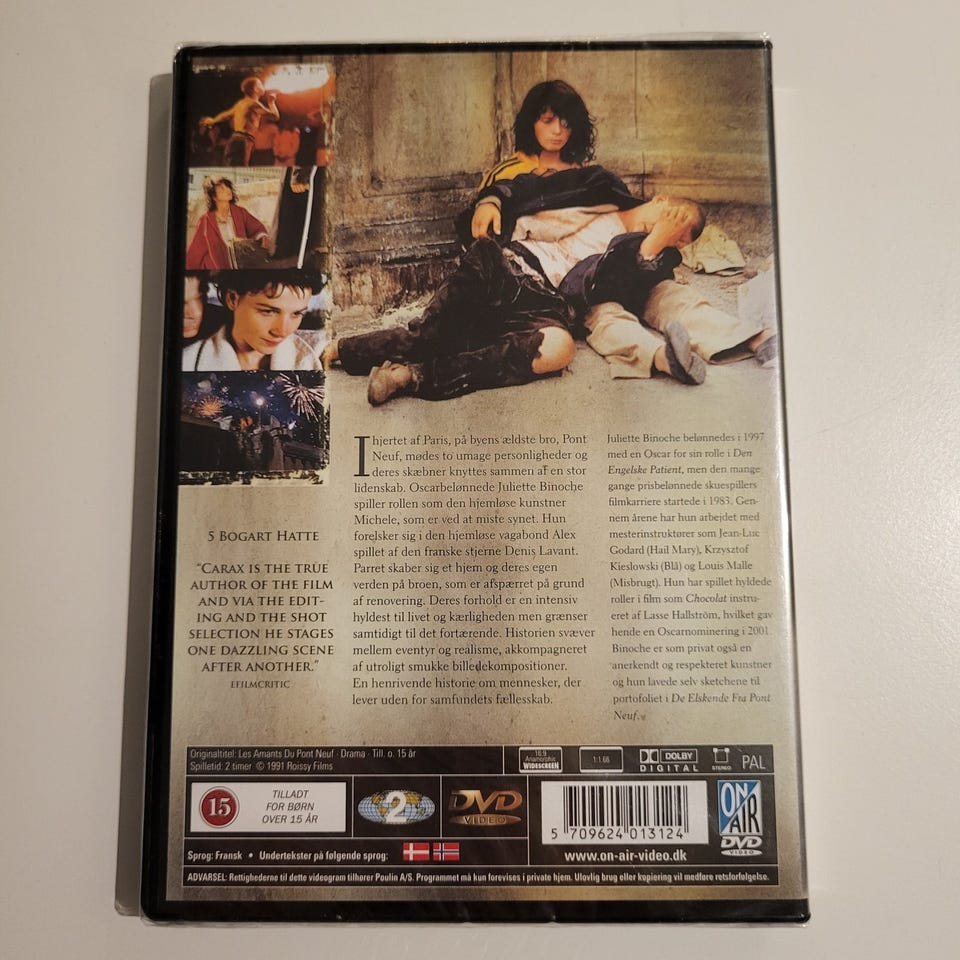 I hjertet af Paris, på byens ældste bro, Pont
Neuf, mødes to umage personligheder og
deres skæbner knyttes sammen af en stor
lidenskab. Oscarbelønnede Juliette Binoche
spiller rollen som den hjemløse kunstner
Michele, som er ved at miste synet. Hun
forelsker sig i den hjemløse vagabond Alex
spillet af den franske stjerne Denis Lavant.
Parret skaber sig et hjem og deres egen
verden på broen, som er afspærret på grund
af renovering. Deres forhold er en intensiv
hyldest til livet og kærligheden men grænser
samtidigt til det fortærende. Historien svæver
mellem eventyr og realisme, akkompagneret
af utroligt smukke billedekompositioner.
En henrivende historie om mennesker, der
lever uden for samfundets fællesskab.
Juliette Binoche belønnedes i 1997
med en Oscar for sin rolle i Den
Engelske Patient, men den mange
gange prisbelønnede skuespillers
filmkarriere startede i 1983. Gen-
nem årene har hun arbejdet med
mesterinstruktører som Jean-Luc
Godard (Hail Mary), Krzysztof
Kieslowski (Blå) og Louis Malle
(Misbrugt). Hun har spillet hyldede
roller i film som Chocolat instru-
eret af Lasse Hallström, hvilket gav
hende en Oscarnominering i 2001.
Binoche er som privat også en
anerkendt og respekteret kunstner
og hun lavede selv sketchene til
portofoliet i De Elskende Fra Pont
Neuf.
5 BOGART HATTE
"CARAX IS THE TRUE
AUTHOR OF THE FILM
AND VIA THE EDIT-
ING AND THE SHOT
SELECTION HE STAGES
ONE DAZZLING SCENE
AFTER ANOTHER."
EFILMCRITIC
Originaltitel: Les Amants Du Pont Neuf · Drama · Till. o. 15 år
Spilletid: 2 timer © 1991 Roissy Films
16:9
Anamorphic
WIDESCREEN
1:1.66
DOLBY
DIGITAL
STEREO
PAL
15
TILLADT
FOR BØRN
OVER 15 ÅR
2
DVD
VIDEO
5 709624 013124
www.on-air-video.dk
ON
AIR
DVD
VIDEO
Sprog: Fransk • Undertekster på følgende sprog:
ADVARSEL: Rettighederne til dette videogram tilhører Poulin A/S. Programmet må kun forevises i private hjem. Ulovlig brug eller kopiering vil medføre retsforfølgelse.